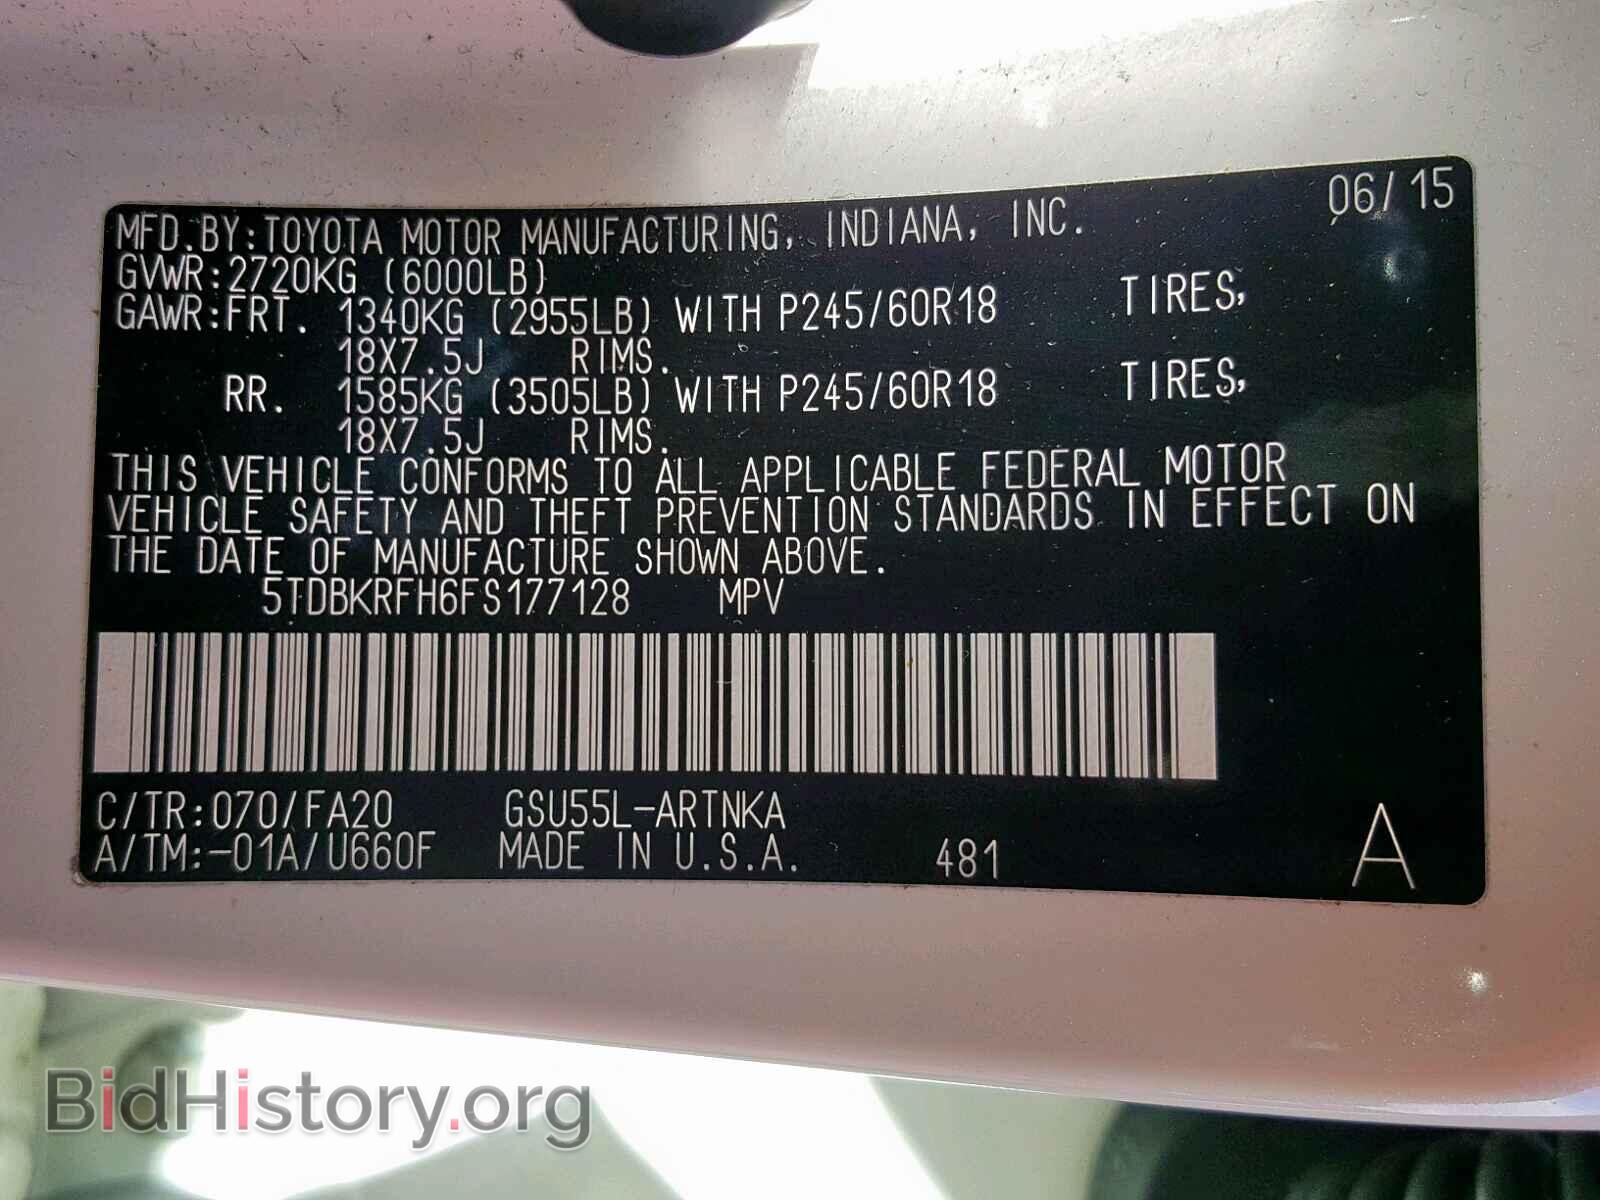 06/15
MFD.BY:TOYOTA MOTOR MANUFACTURING, INDIANA, INC.
GVWR:2720KG (6000LB)
GAWR:FRT. 1340KG (2955LB) WITH P245/60R18 TIRES,
18X7.5J RIMS.
RR. 1585KG (3505LB) WITH P245/60R18 TIRES,
18X7.5J RIMS.
THIS VEHICLE CONFORMS TO ALL APPLICABLE FEDERAL MOTOR
VEHICLE SAFETY AND THEFT PREVENTION STANDARDS IN EFFECT ON
THE DATE OF MANUFACTURE SHOWN ABOVE.
5TDBKRFH6FS177128 MPV
C/TR:070/FA20 GSU55L-ARTNKA
A/TM:-01A/U660F MADE IN U.S.A. 481 A
BidHistory.org